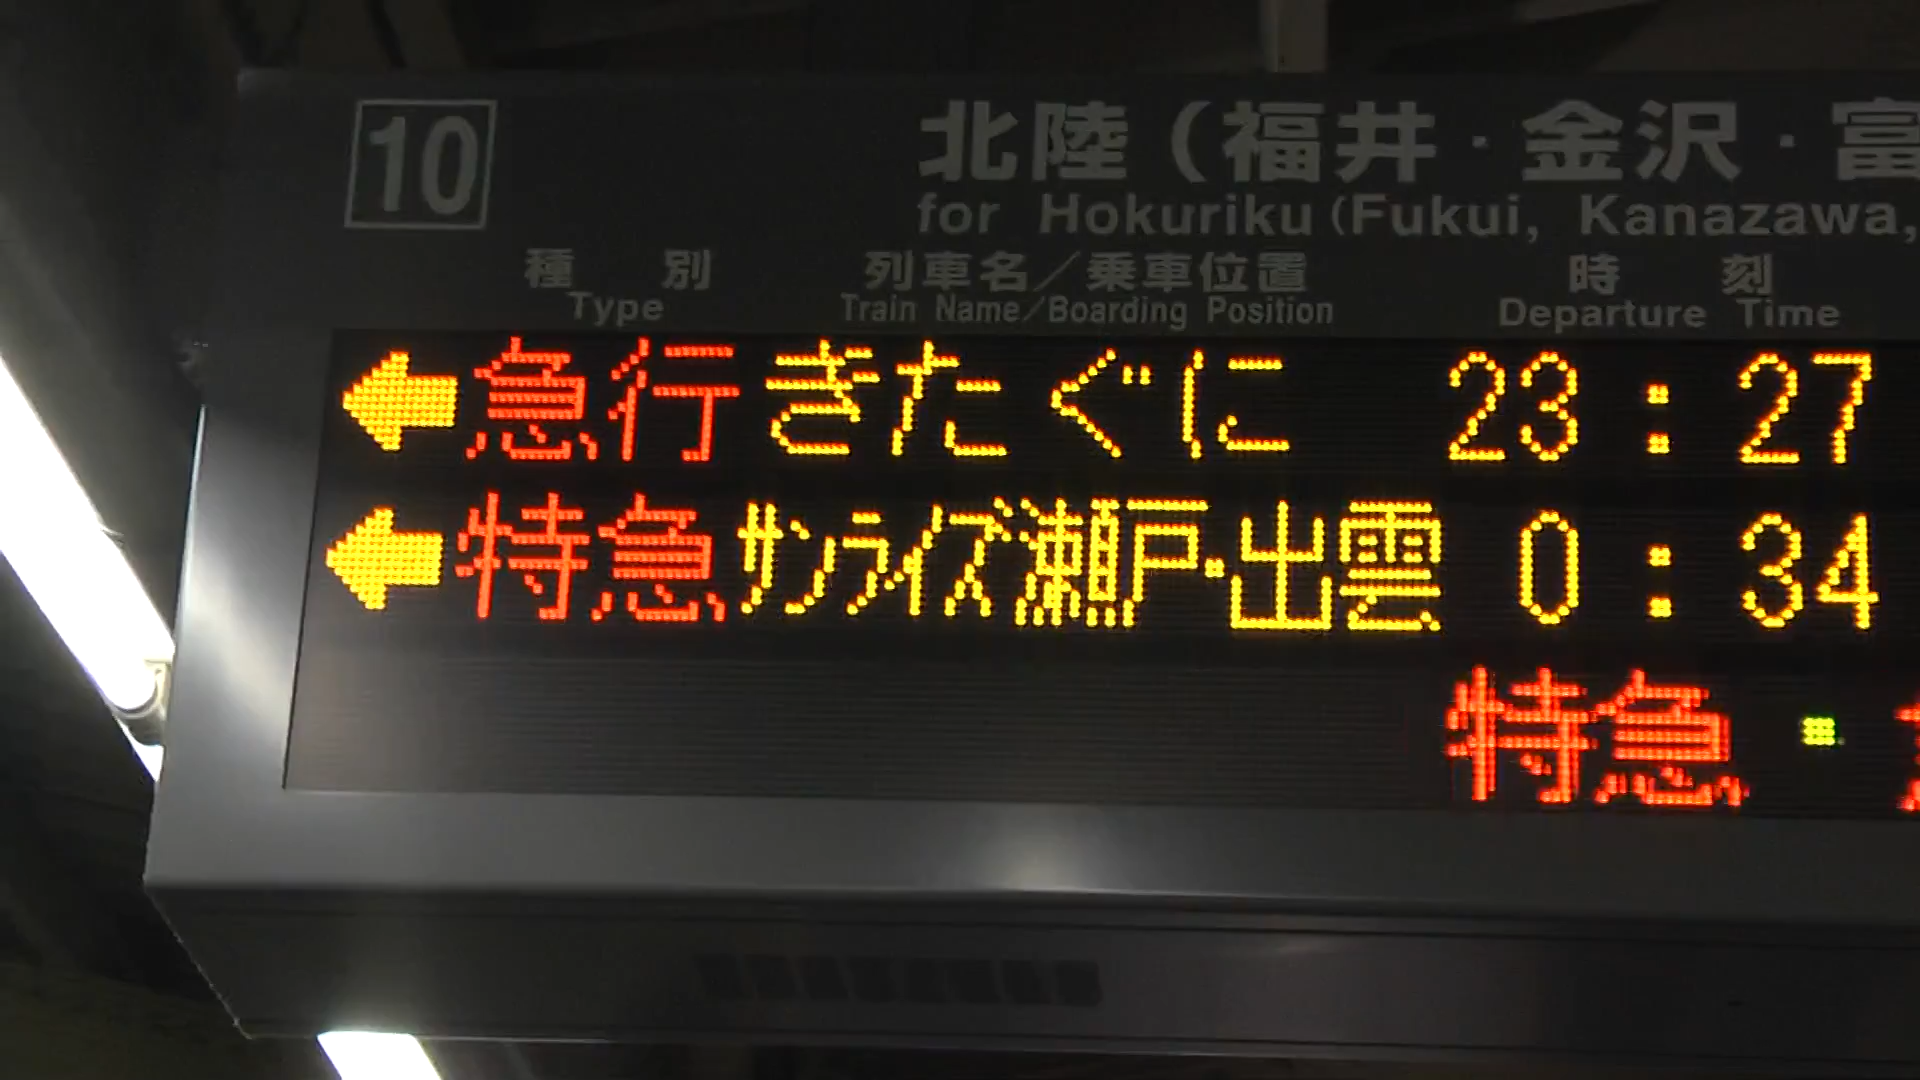 10
北陸（福井・金沢・富
for Hokuriku (Fukui, Kanazawa,
種別 列車名／乗車位置 時刻
Type Train Name/Boarding Position Departure Time
←急行 きたぐに 23:27
←特急 サンライズ瀬戸・出雲 0:34
特急・